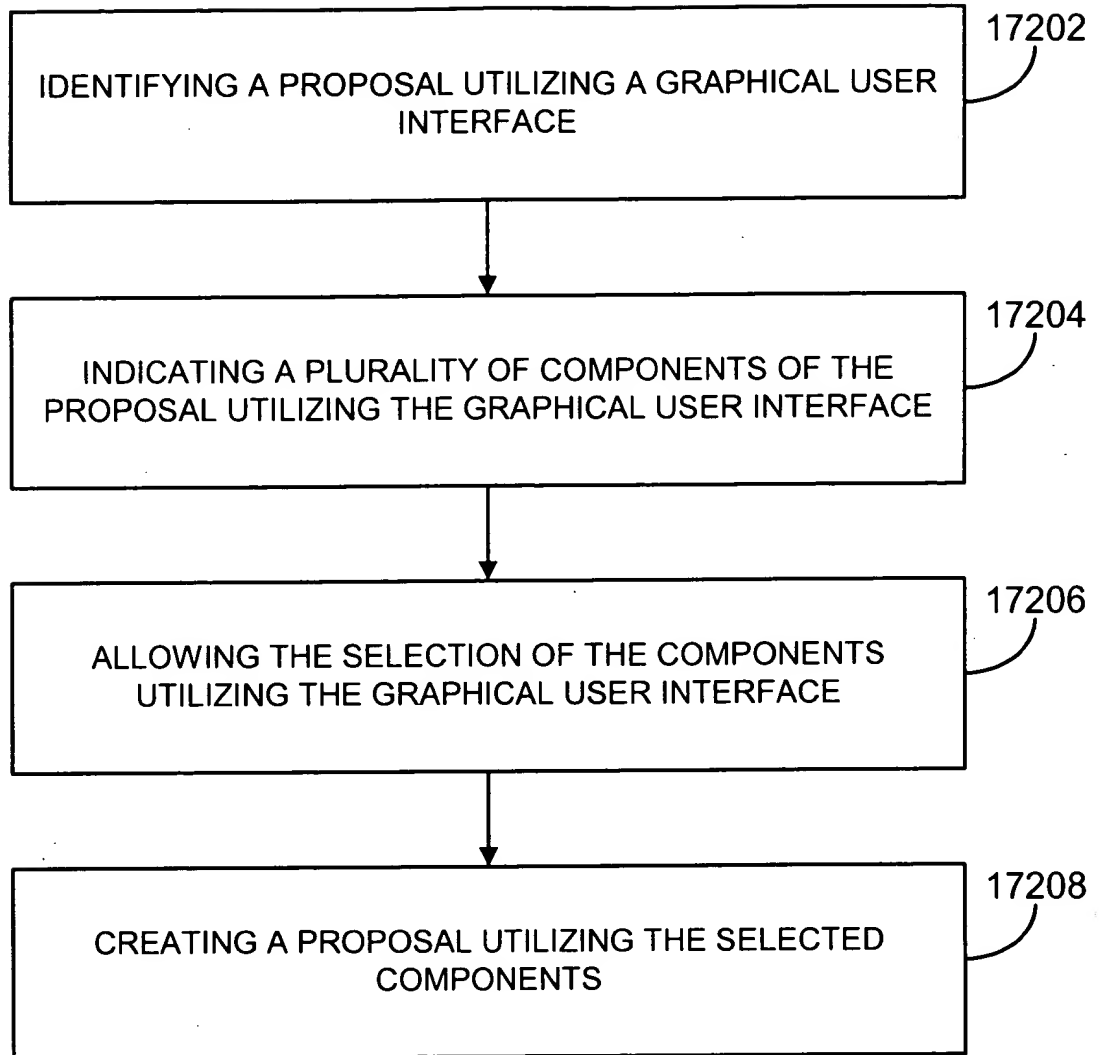 17202
IDENTIFYING A PROPOSAL UTILIZING A GRAPHICAL USER
INTERFACE
17204
INDICATING A PLURALITY OF COMPONENTS OF THE
PROPOSAL UTILIZING THE GRAPHICAL USER INTERFACE
17206
ALLOWING THE SELECTION OF THE COMPONENTS
UTILIZING THE GRAPHICAL USER INTERFACE
17208
CREATING A PROPOSAL UTILIZING THE SELECTED
COMPONENTS